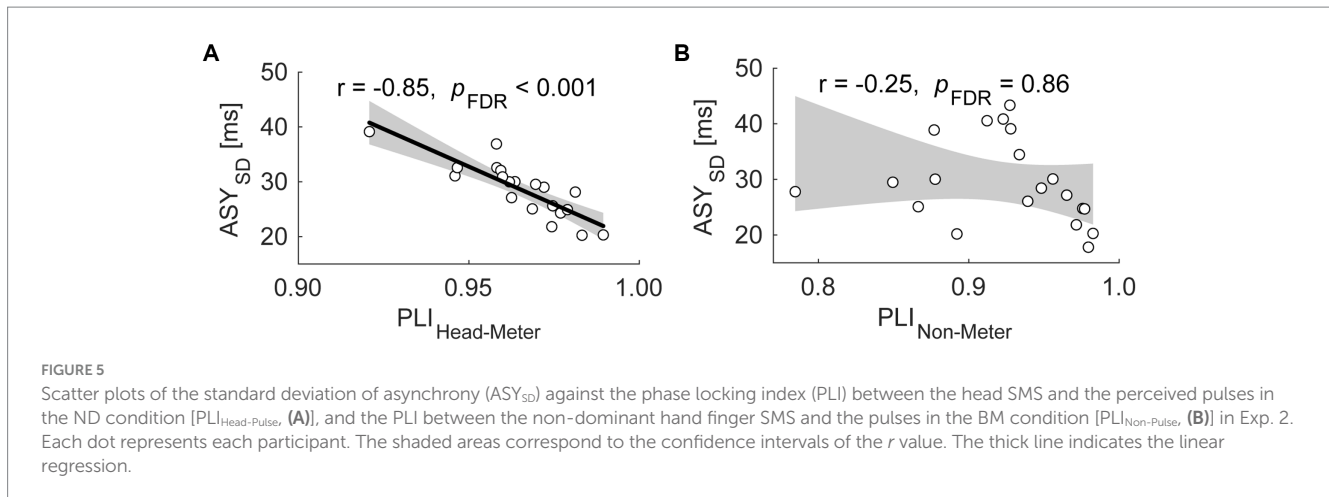 A
r = -0.85, pFDR < 0.001
50
40
30
20
ASYSD [ms]
0.90
0.95
1.00
PLIHead-Meter
B
r = -0.25, pFDR = 0.86
50
40
30
20
ASYSD [ms]
0.8
0.9
1.0
PLINon-Meter
FIGURE 5
Scatter plots of the standard deviation of asynchrony (ASYSD) against the phase locking index (PLI) between the head SMS and the perceived pulses in
the ND condition [PLIHead-Pulse, (A)], and the PLI between the non-dominant hand finger SMS and the pulses in the BM condition [PLINon-Pulse, (B)] in Exp. 2.
Each dot represents each participant. The shaded areas correspond to the confidence intervals of the r value. The thick line indicates the linear
regression.